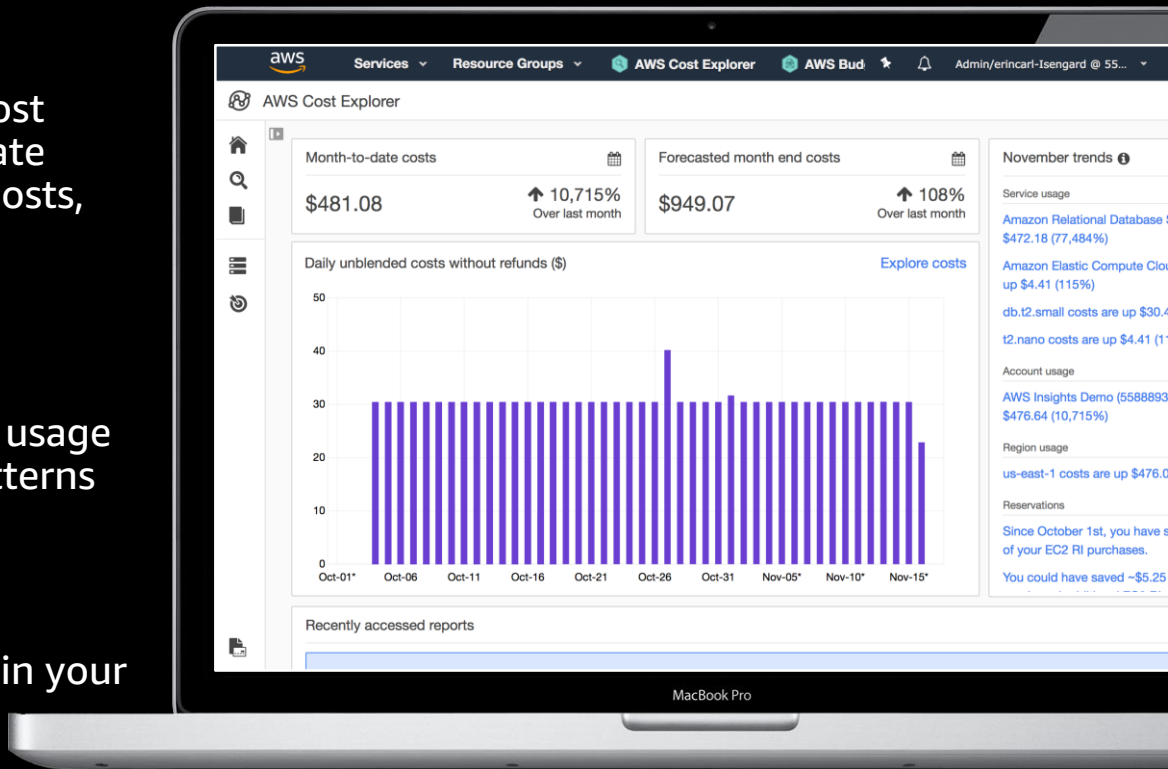 ost
ate
osts,
usage
tterns
in your
aws
Services
Resource Groups
AWS Cost Explorer
AWS Bud
Admin/erincarl-Isengard @ 55...
AWS Cost Explorer
Month-to-date costs
$481.08
10,715%
Over last month
Forecasted month end costs
$949.07
108%
Over last month
November trends
Service usage
Amazon Relational Database S
$472.18 (77,484%)
Amazon Elastic Compute Clou
up $4.41 (115%)
db.t2.small costs are up $30.4
t2.nano costs are up $4.41 (11
Account usage
AWS Insights Demo (5588893
$476.64 (10,715%)
Region usage
us-east-1 costs are up $476.0
Reservations
Since October 1st, you have s
of your EC2 RI purchases.
You could have saved ~$5.25
Daily unblended costs without refunds ($)
Explore costs
50
40
30
20
10
0
Oct-01*
Oct-06
Oct-11
Oct-16
Oct-21
Oct-26
Oct-31
Nov-05*
Nov-10*
Nov-15*
Recently accessed reports
MacBook Pro